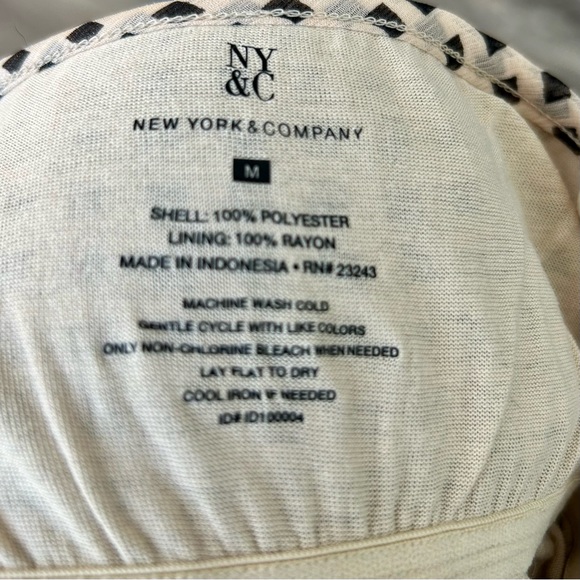 NY
&C
NEW YORK & COMPANY
M
SHELL: 100% POLYESTER
LINING: 100% RAYON
MADE IN INDONESIA • RN# 23243
MACHINE WASH COLD
GENTLE CYCLE WITH LIKE COLORS
ONLY NON-CHLORINE BLEACH WHEN NEEDED
LAY FLAT TO DRY
COOL IRON IF NEEDED
ID# ID100004